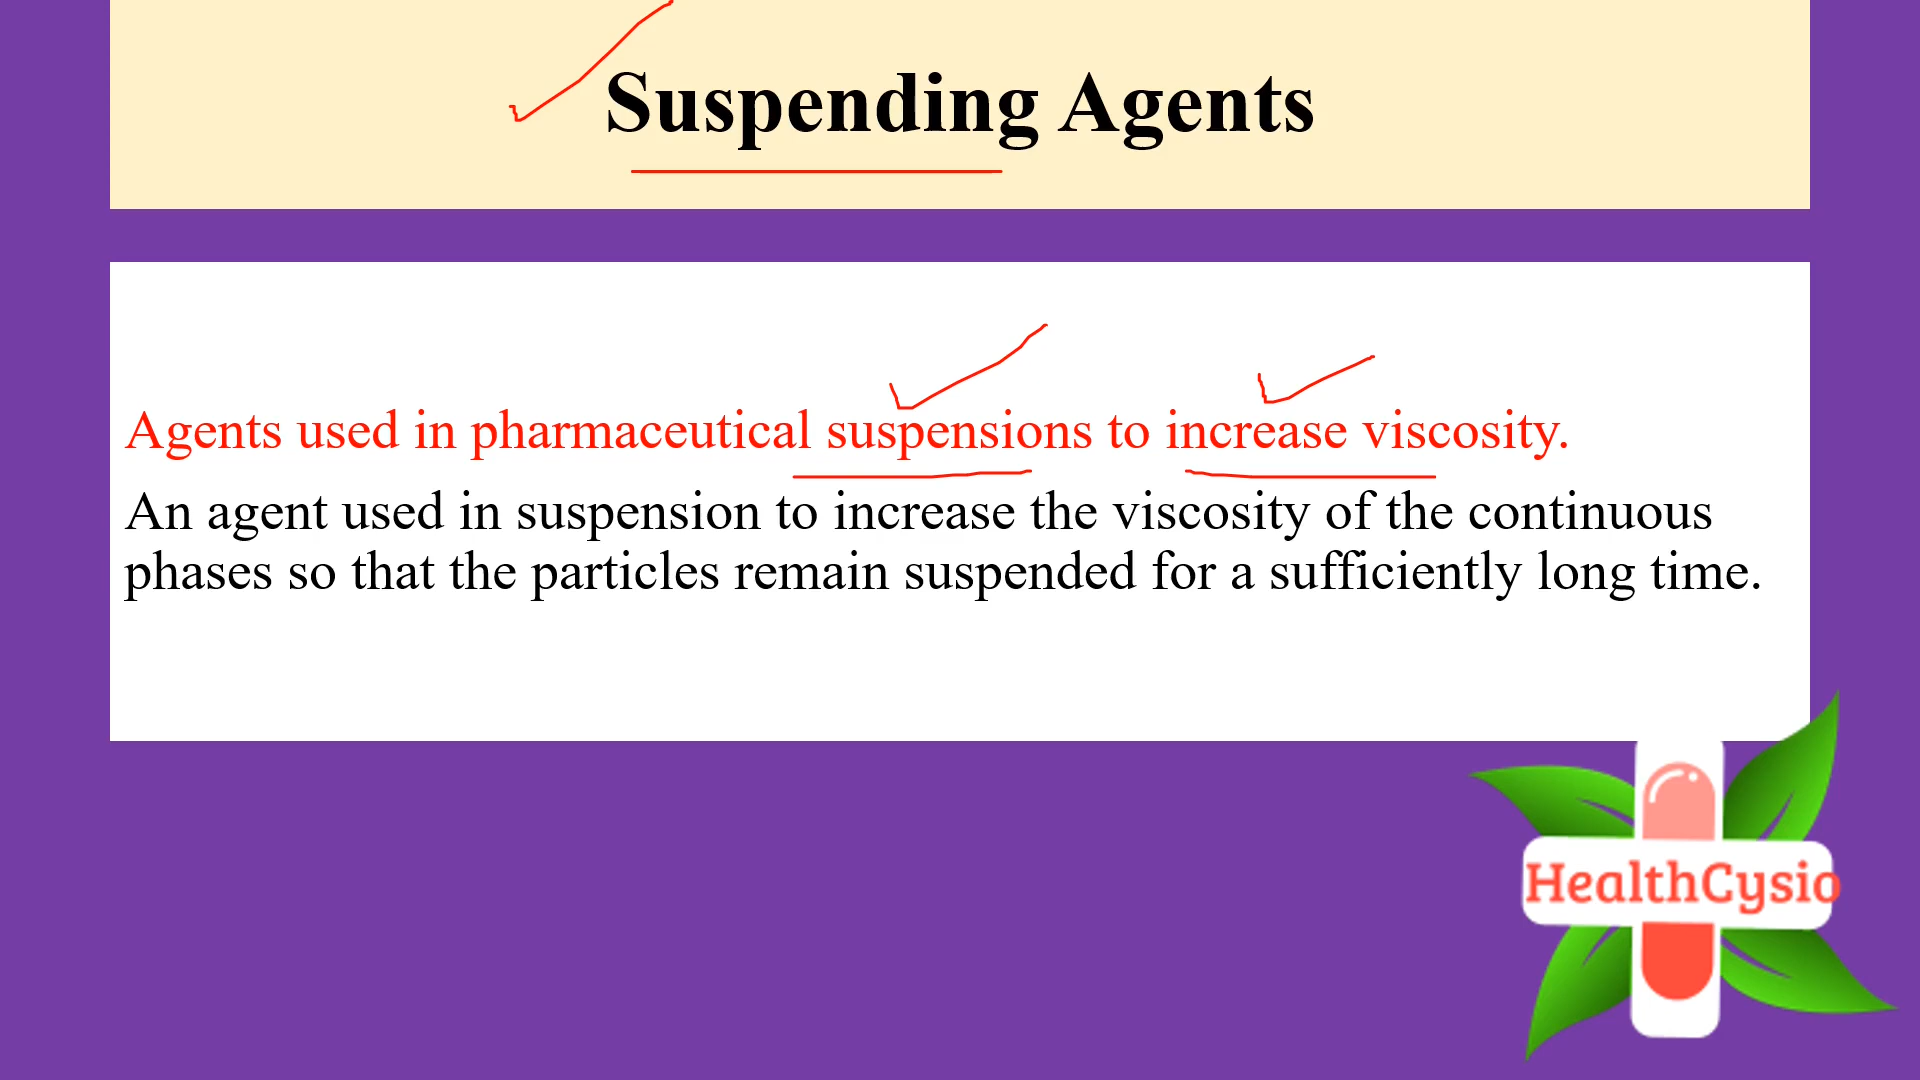 Suspending Agents
Agents used in pharmaceutical suspensions to increase viscosity.
An agent used in suspension to increase the viscosity of the continuous
phases so that the particles remain suspended for a sufficiently long time.
HealthCysio